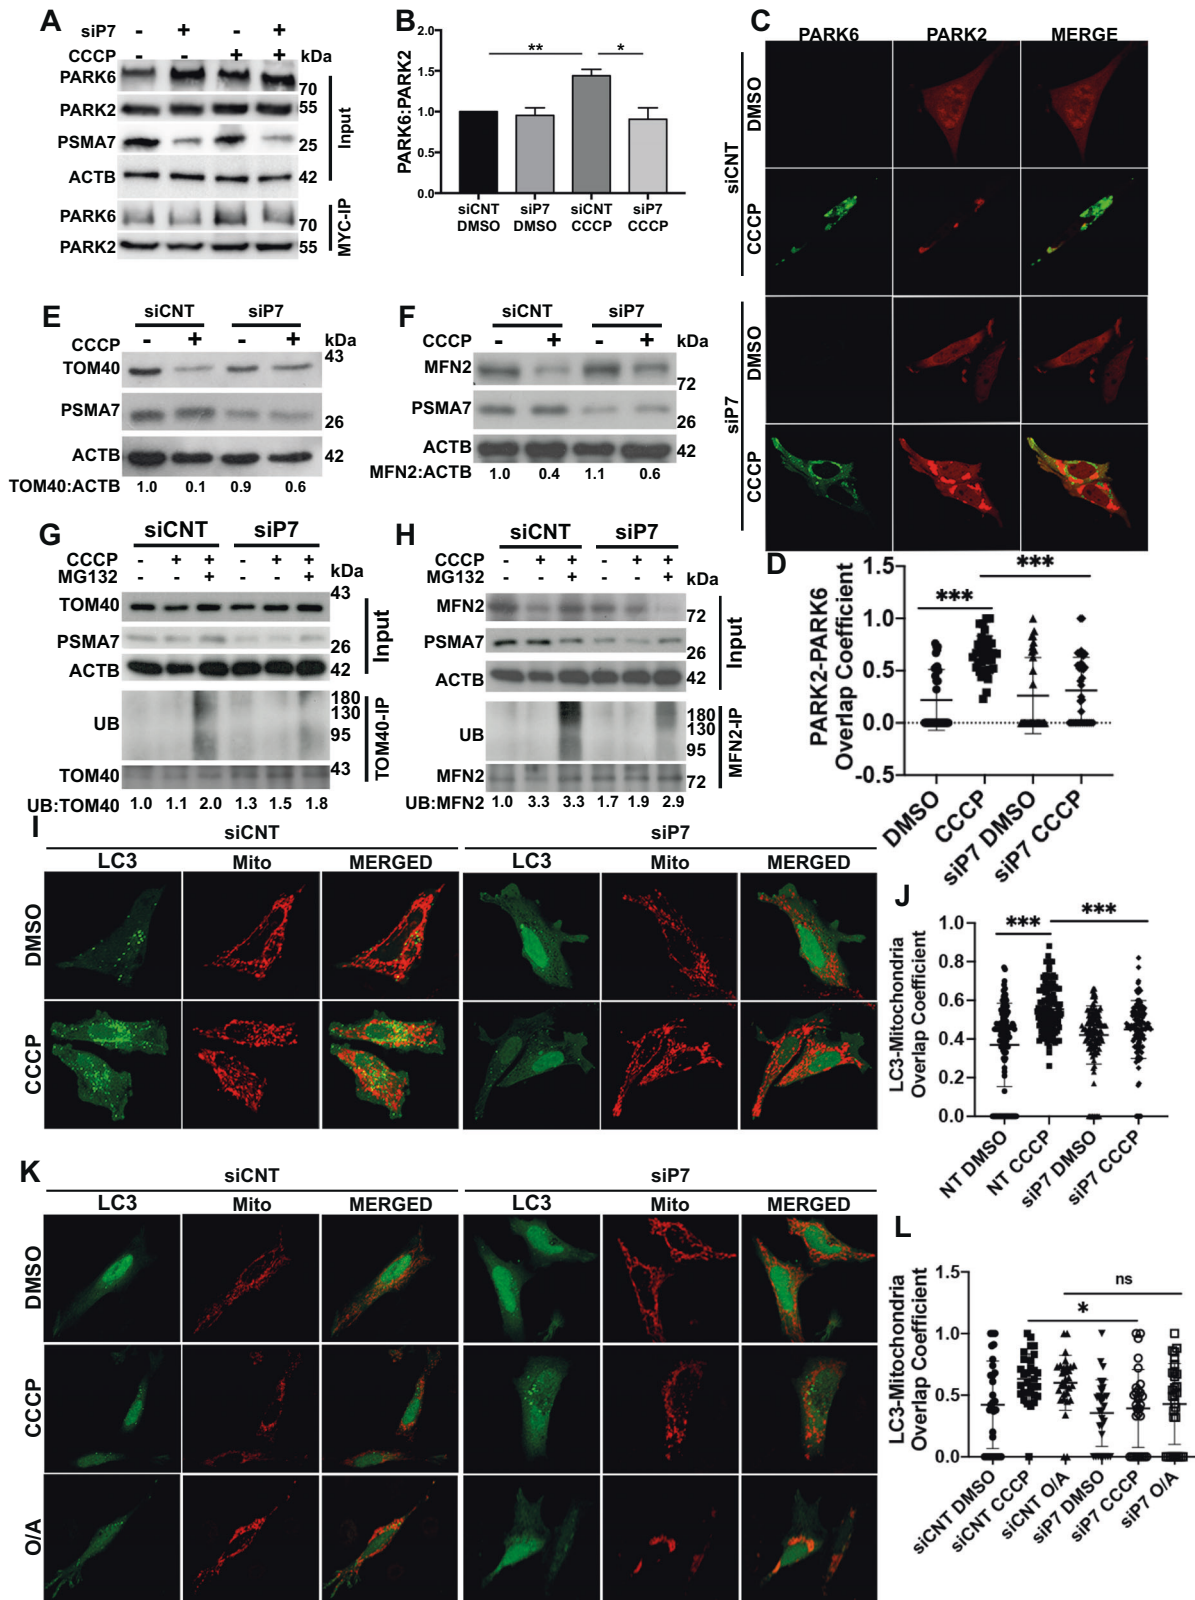 A
siP7 - + - +
CCCP - - + + kDa
PARK6 70
PARK2 55
PSMA7 25
ACTB 42
Input
PARK6 70
PARK2 55
MYC-IP
B
PARK6:PARK2
2.0
1.5
1.0
0.5
0.0
** *
siCNT DMSO
siP7 DMSO
siCNT CCCP
siP7 CCCP
C
PARK6 PARK2 MERGE
siCNT
DMSO
CCCP
siP7
DMSO
CCCP
D
PARK2-PARK6
Overlap Coefficient
1.5
1.0
0.5
0.0
-0.5
*** ***
DMSO
CCCP
siP7 DMSO
siP7 CCCP
E
siCNT siP7
CCCP - + - + kDa
TOM40 43
PSMA7 26
ACTB 42
TOM40:ACTB 1.0 0.1 0.9 0.6
F
siCNT siP7
CCCP - + - + kDa
MFN2 72
PSMA7 26
ACTB 42
MFN2:ACTB 1.0 0.4 1.1 0.6
G
siCNT siP7
CCCP - + + - + +
MG132 - - + - - + kDa
TOM40 43
PSMA7 26
ACTB 42
Input
UB 180
130
95
TOM40 43
TOM40-IP
UB:TOM40 1.0 1.1 2.0 1.3 1.5 1.8
H
siCNT siP7
CCCP - + + - + +
MG132 - - + - - + kDa
MFN2 72
PSMA7 26
ACTB 42
Input
UB 180
130
95
MFN2 72
MFN2-IP
UB:MFN2 1.0 3.3 3.3 1.7 1.9 2.9
I
siCNT siP7
LC3 Mito MERGED LC3 Mito MERGED
DMSO
CCCP
J
LC3-Mitochondria
Overlap Coefficient
1.0
0.8
0.6
0.4
0.2
0.0
*** ***
NT DMSO
NT CCCP
siP7 DMSO
siP7 CCCP
K
siCNT siP7
LC3 Mito MERGED LC3 Mito MERGED
DMSO
CCCP
O/A
L
LC3-Mitochondria
Overlap Coefficient
1.5
1.0
0.5
0.0
ns
*
siCNT DMSO
siCNT CCCP
siCNT O/A
siP7 DMSO
siP7 CCCP
siP7 O/A